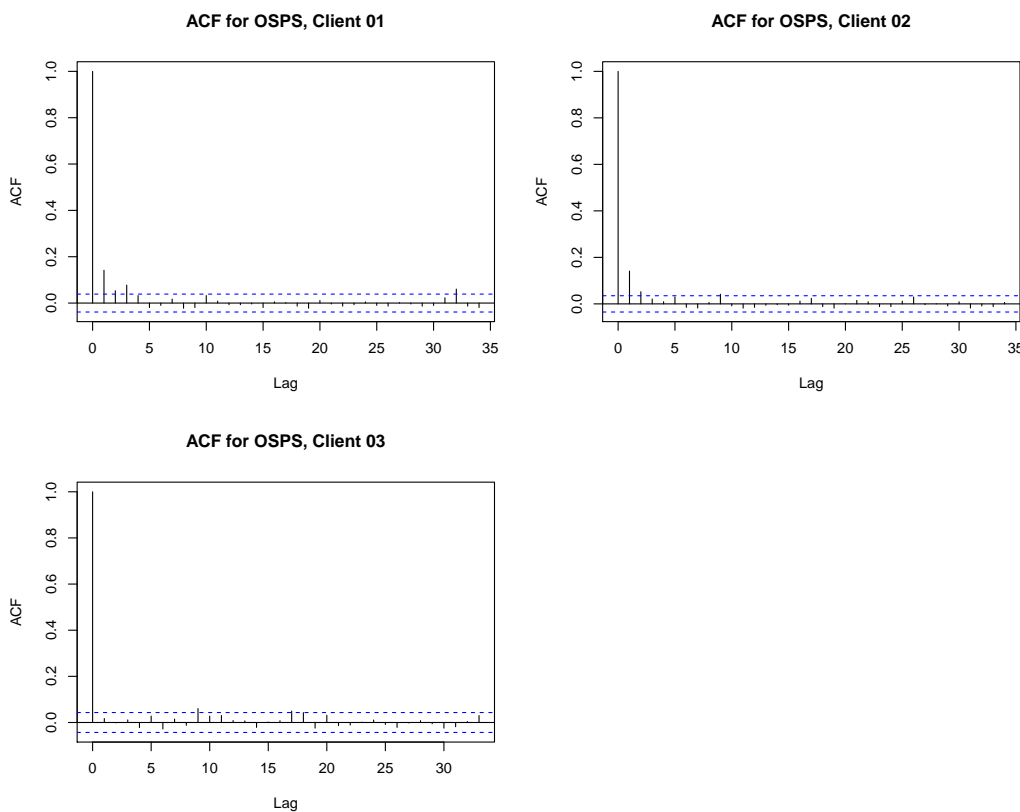 ACF for OSPS, Client 01
ACF
0.0 0.2 0.4 0.6 0.8 1.0
0 5 10 15 20 25 30 35
Lag
ACF for OSPS, Client 02
ACF
0.0 0.2 0.4 0.6 0.8 1.0
0 5 10 15 20 25 30 35
Lag
ACF for OSPS, Client 03
ACF
0.0 0.2 0.4 0.6 0.8 1.0
0 5 10 15 20 25 30
Lag